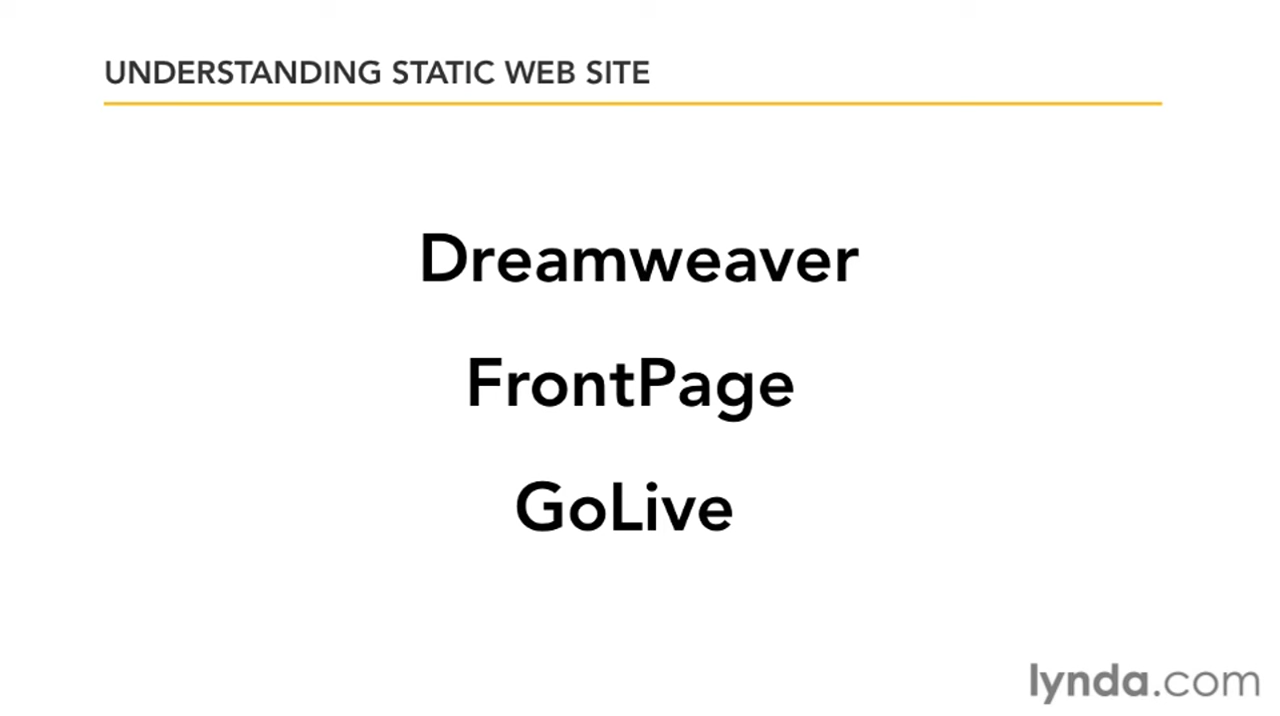 UNDERSTANDING STATIC WEB SITE
Dreamweaver
FrontPage
GoLive
lynda.com